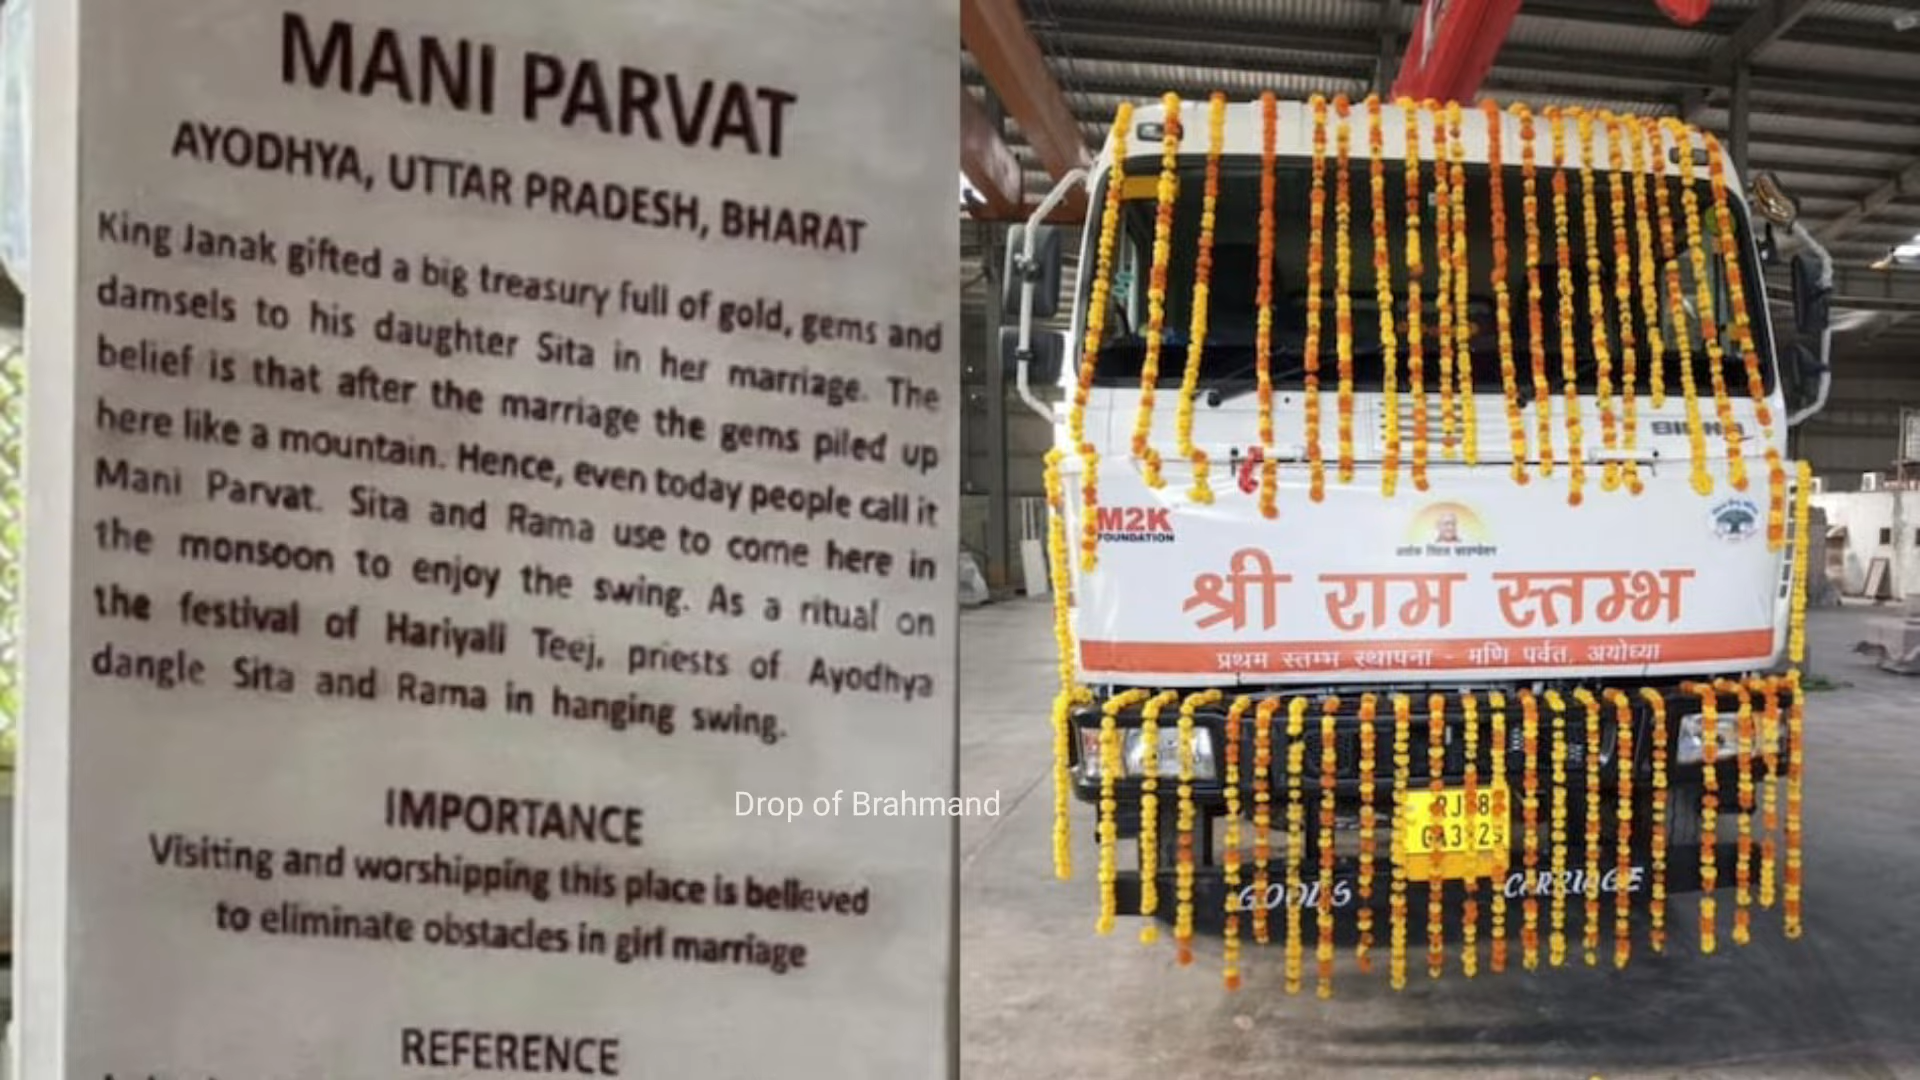 MANI PARVAT
AYODHYA, UTTAR PRADESH, BHARAT
King Janak gifted a big treasury full of gold, gems and
damsels to his daughter Sita in her marriage. The
belief is that after the marriage the gems piled up
here like a mountain. Hence, even today people call it
Mani Parvat. Sita and Rama use to come here in
the monsoon to enjoy the swing. As a ritual on
the festival of Hariyali Teej, priests of Ayodhya
dangle Sita and Rama in hanging swing.
IMPORTANCE
Visiting and worshipping this place is believed
to eliminate obstacles in girl marriage
REFERENCE
Drop of Brahmand
M2K
FOUNDATION
श्री राम स्तम्भ
प्रथम स्तम्भ स्थापना - मणि पर्वत, अयोध्या
GOODS CARRIAGE